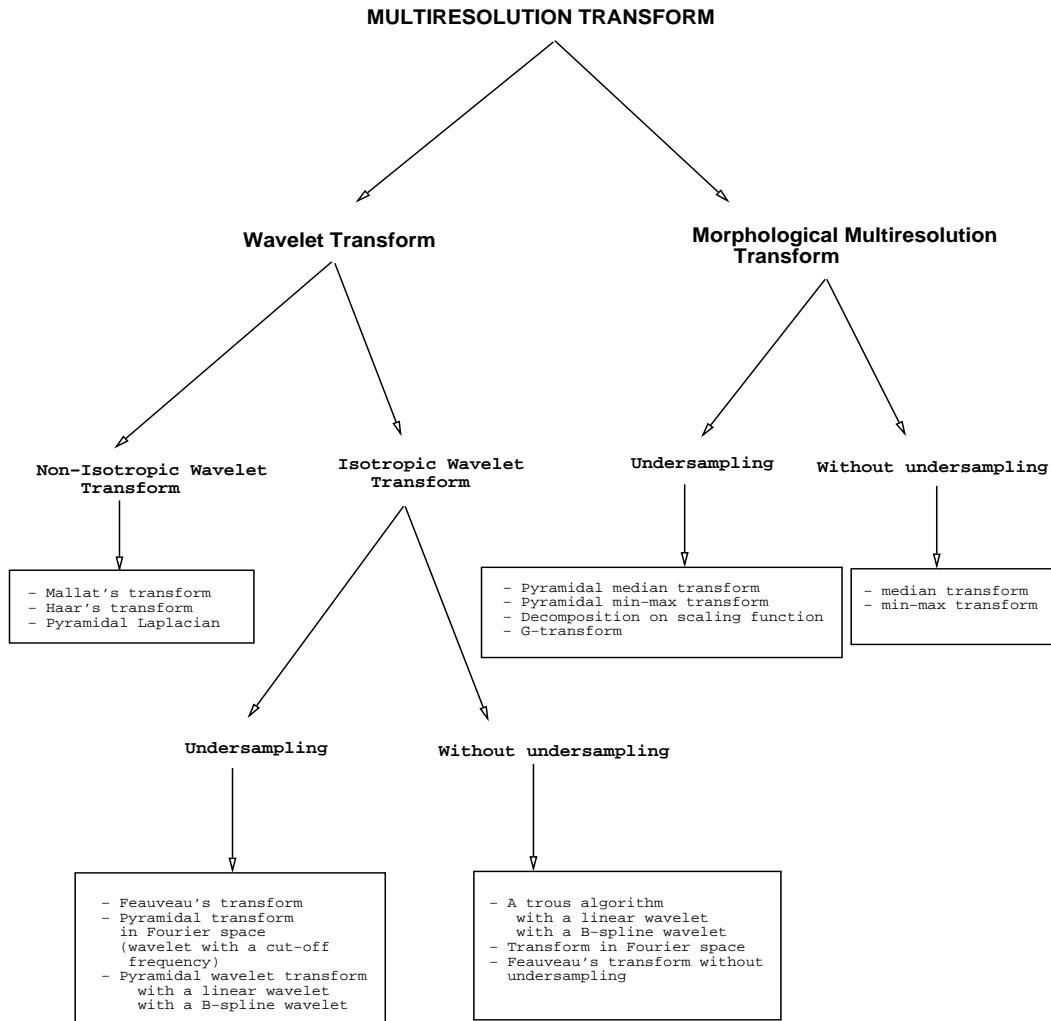 MULTIRESOLUTION TRANSFORM
Wavelet Transform
Morphological Multiresolution
Transform
Non-Isotropic Wavelet
Transform
Isotropic Wavelet
Transform
Undersampling
Without undersampling
- Mallat's transform
- Haar's transform
- Pyramidal Laplacian
- Pyramidal median transform
- Pyramidal min-max transform
- Decomposition on scaling function
- G-transform
- median transform
- min-max transform
Undersampling
Without undersampling
- Feauveau's transform
- Pyramidal transform
in Fourier space
(wavelet with a cut-off
frequency)
- Pyramidal wavelet transform
with a linear wavelet
with a B-spline wavelet
- A trous algorithm
with a linear wavelet
with a B-spline wavelet
- Transform in Fourier space
- Feauveau's transform without
undersampling